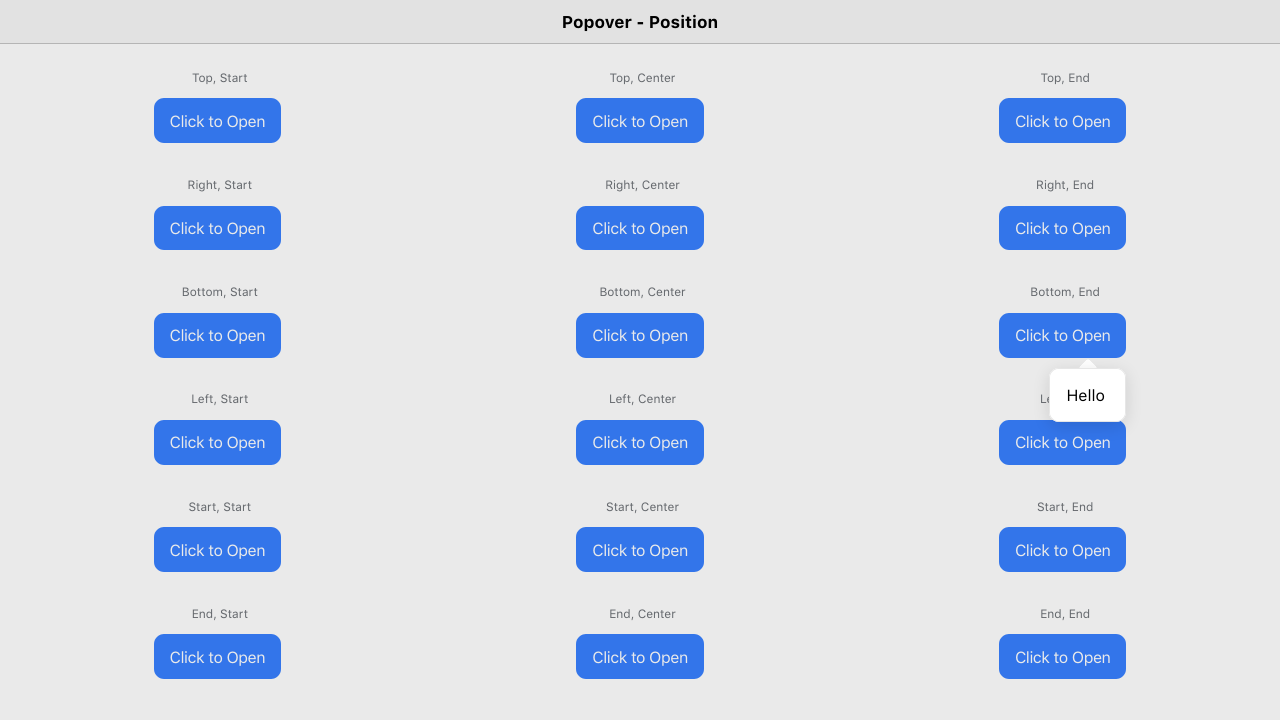 Popover - Position
Top, Start
Top, Center
Top, End
Click to Open
Click to Open
Click to Open
Right, Start
Right, Center
Right, End
Click to Open
Click to Open
Click to Open
Bottom, Start
Bottom, Center
Bottom, End
Click to Open
Click to Open
Click to Open
Hello
Left, Start
Left, Center
Click to Open
Click to Open
Click to Open
Start, Start
Start, Center
Start, End
Click to Open
Click to Open
Click to Open
End, Start
End, Center
End, End
Click to Open
Click to Open
Click to Open